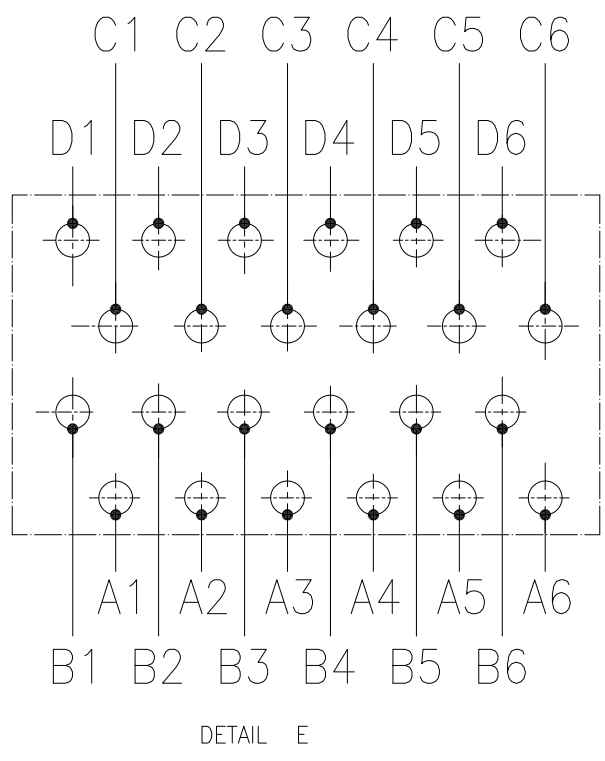 C1 C2 C3 C4 C5 C6
D1 D2 D3 D4 D5 D6
A1 A2 A3 A4 A5 A6
B1 B2 B3 B4 B5 B6
DETAIL E